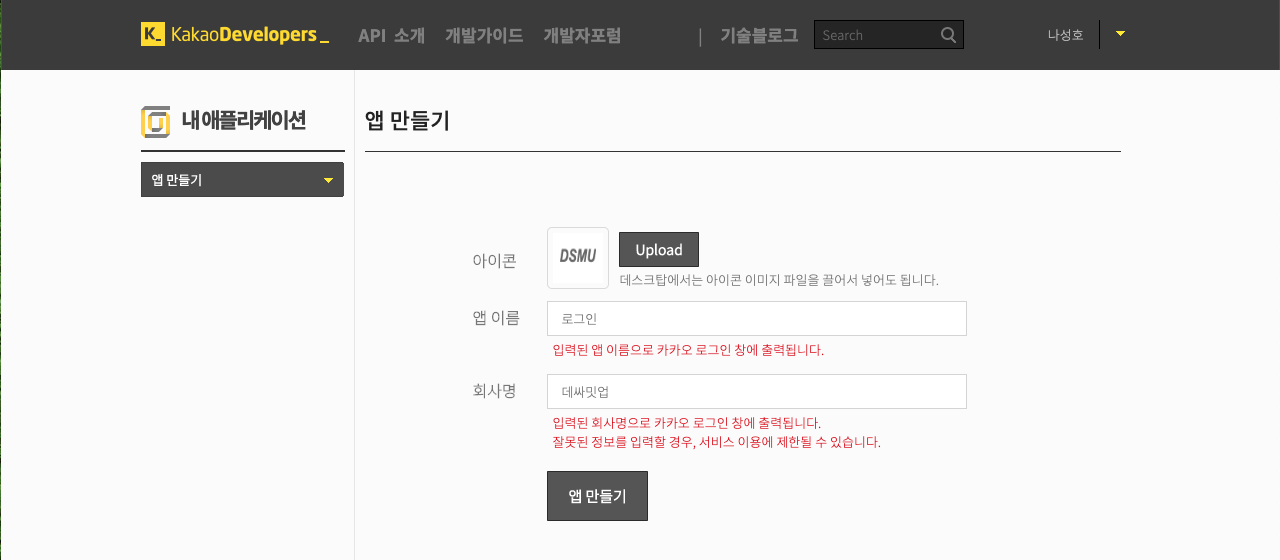 K_ KakaoDevelopers_ API 소개 개발가이드 개발자포럼 | 기술블로그 Search 나성호
내 애플리케이션
앱 만들기
앱 만들기
아이콘
DSMU
Upload
데스크탑에서는 아이콘 이미지 파일을 끌어서 넣어도 됩니다.
앱 이름
로그인
입력된 앱 이름으로 카카오 로그인 창에 출력됩니다.
회사명
데싸밋업
입력된 회사명으로 카카오 로그인 창에 출력됩니다.
잘못된 정보를 입력할 경우, 서비스 이용에 제한될 수 있습니다.
앱 만들기